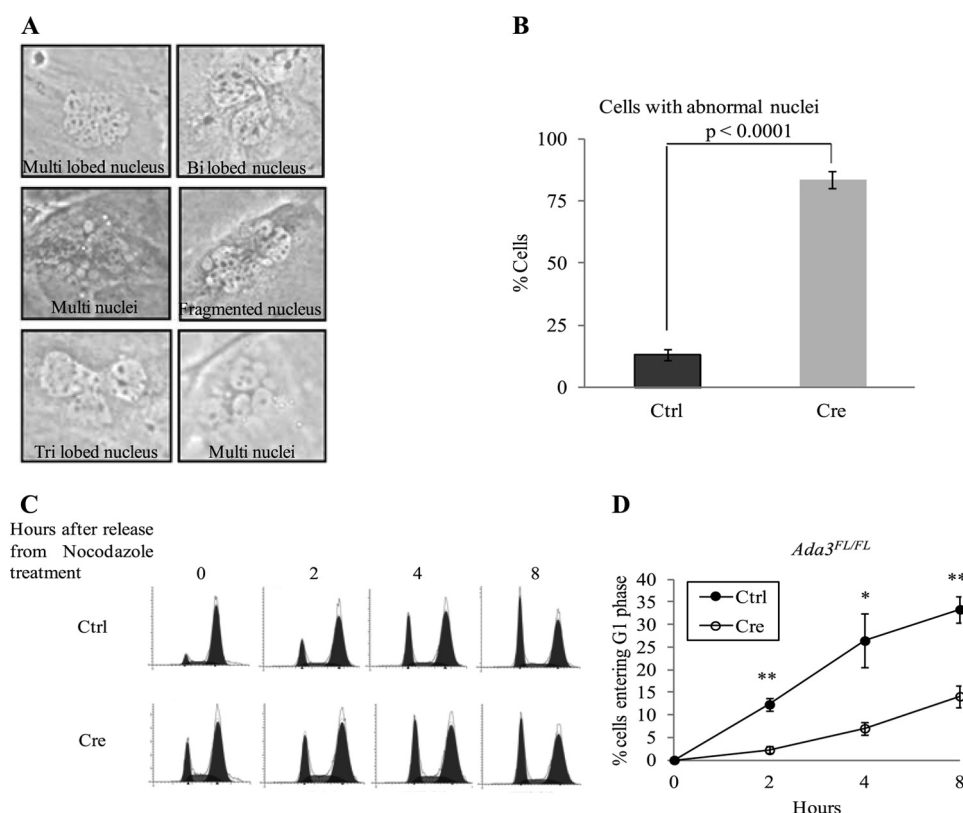 A
Multi lobed nucleus
Bi lobed nucleus
Multi nuclei
Fragmented nucleus
Tri lobed nucleus
Multi nuclei
B
Cells with abnormal nuclei
p < 0.0001
100
75
50
25
0
% Cells
Ctrl
Cre
C
Hours after release
from Nocodazole
treatment
0
2
4
8
Ctrl
Cre
D
Ada3FL/FL
40
35
30
25
20
15
10
5
0
% cells entering G1 phase
Ctrl
Cre
**
*
**
0
2
4
8
Hours